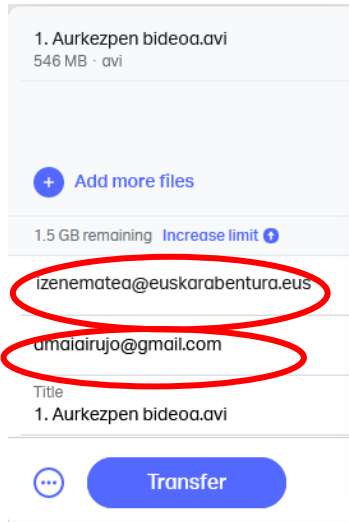 1. Aurkezpen bideoa.avi
546 MB · avi
Add more files
1.5 GB remaining Increase limit
izenematea@euskarabentura.eus
amaiairujo@gmail.com
Title
1. Aurkezpen bideoa.avi
Transfer